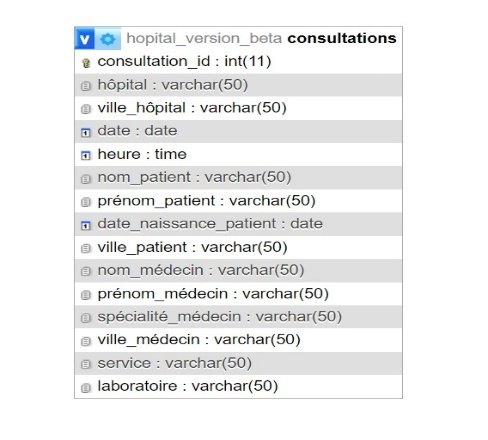 v hopital_version_beta consultations
consultation_id : int(11)
hôpital : varchar(50)
ville_hôpital : varchar(50)
date : date
heure : time
nom_patient : varchar(50)
prénom_patient : varchar(50)
date_naissance_patient : date
ville_patient : varchar(50)
nom_médecin : varchar(50)
prénom_médecin : varchar(50)
spécialité_médecin : varchar(50)
ville_médecin : varchar(50)
service : varchar(50)
laboratoire : varchar(50)